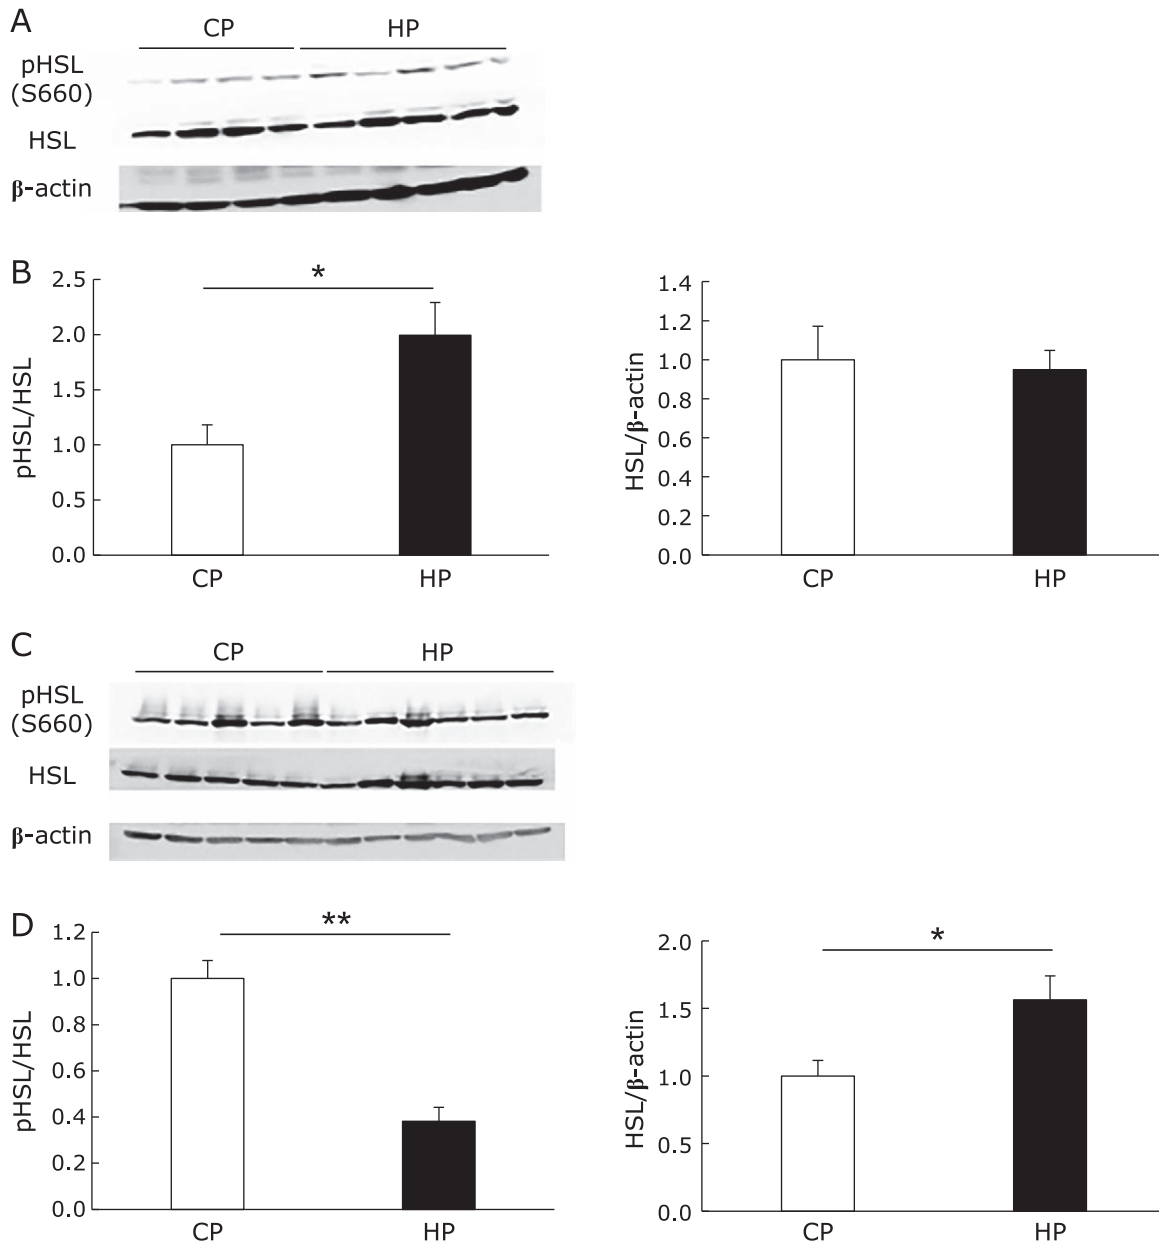 A
CP HP
pHSL
(S660)
HSL
β-actin
B
*
pHSL/HSL
2.5
2.0
1.5
1.0
0.5
0.0
CP HP
HSL/β-actin
1.4
1.2
1.0
0.8
0.6
0.4
0.2
0.0
CP HP
C
CP HP
pHSL
(S660)
HSL
β-actin
D
**
pHSL/HSL
1.2
1.0
0.8
0.6
0.4
0.2
0.0
CP HP
*
HSL/β-actin
2.0
1.5
1.0
0.5
0.0
CP HP